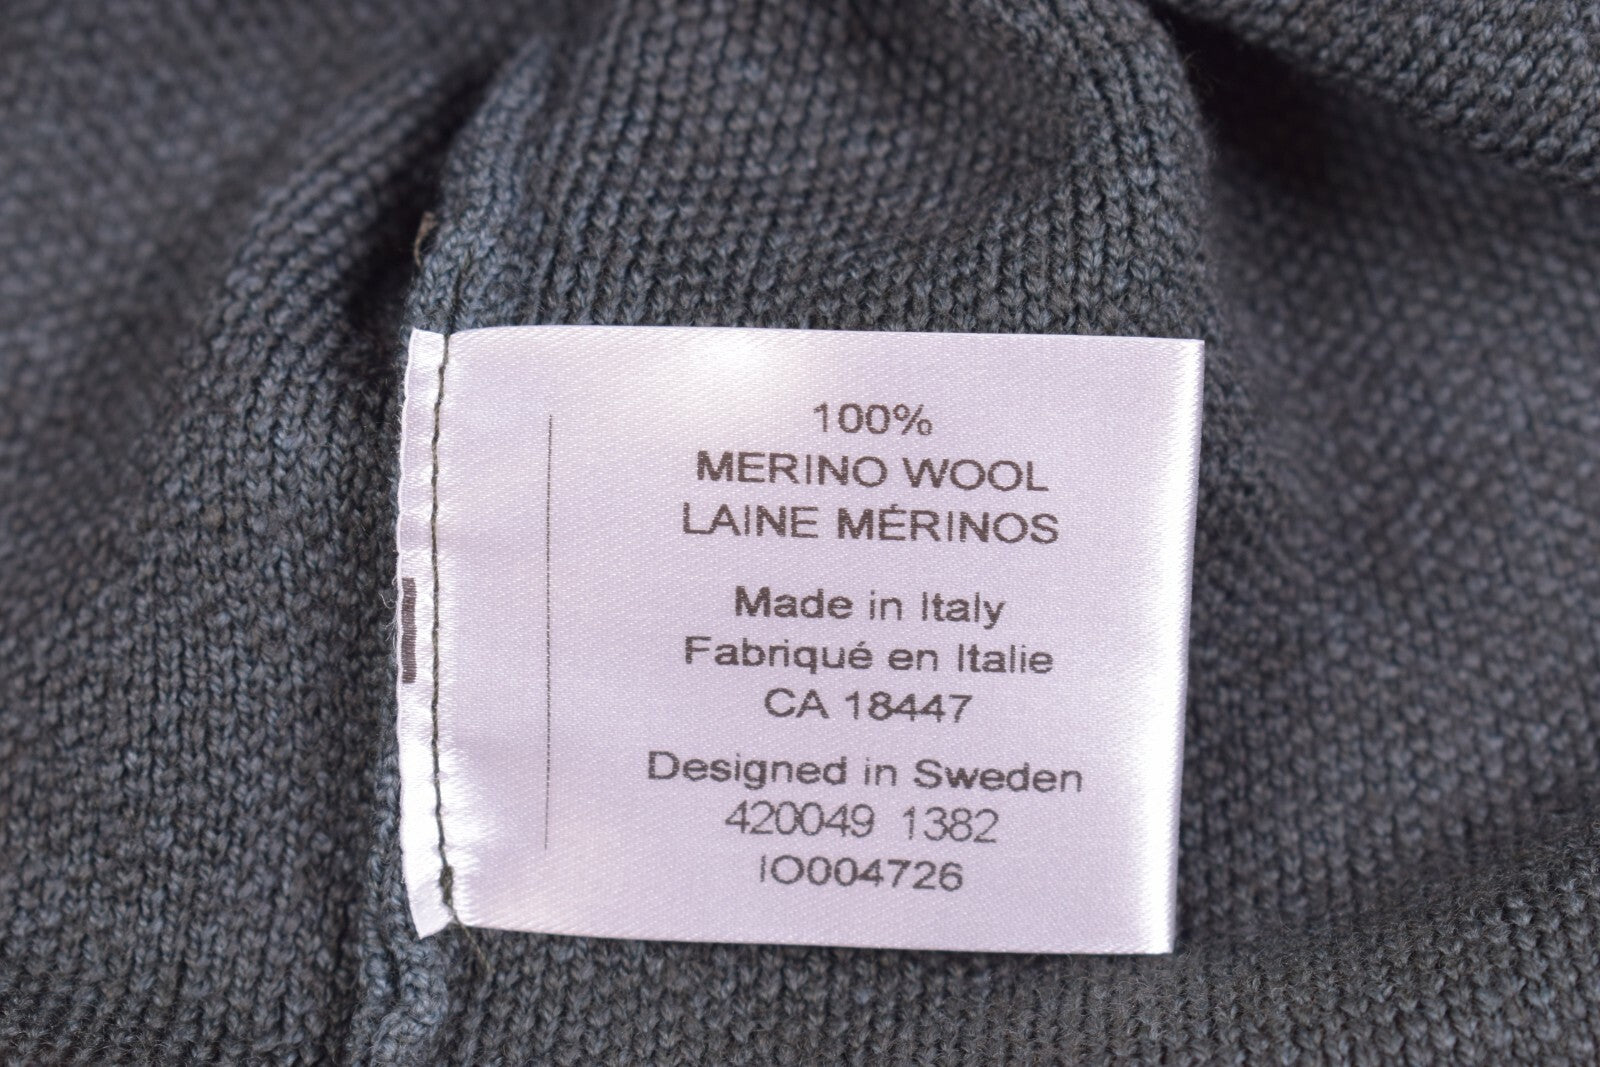 100%
MERINO WOOL
LAINE MÉRINOS
Made in Italy
Fabriqué en Italie
CA 18447
Designed in Sweden
420049 1382
IO004726